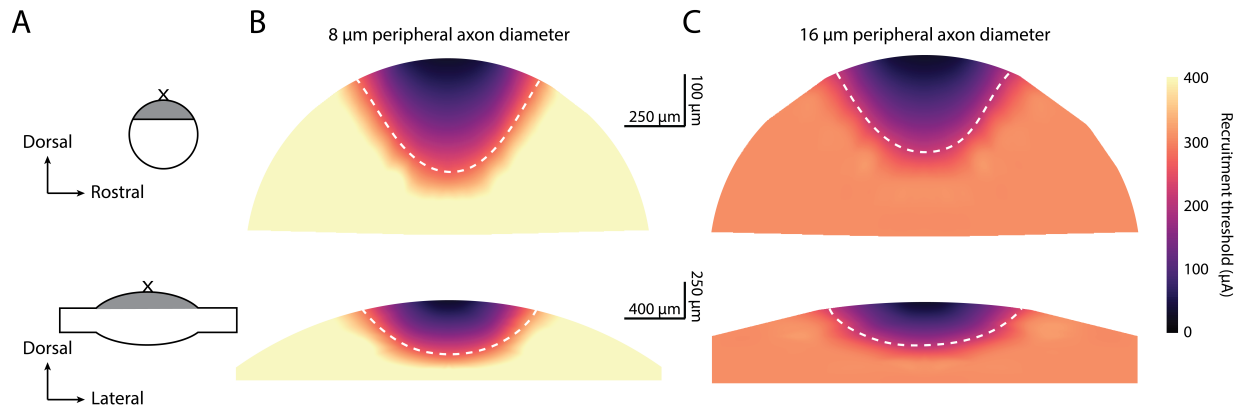 A
B
C
8 µm peripheral axon diameter
16 µm peripheral axon diameter
x
Dorsal
Rostral
100 µm
250 µm
400
300
200
100
0
Recruitment threshold (µA)
x
Dorsal
Lateral
250 µm
400 µm